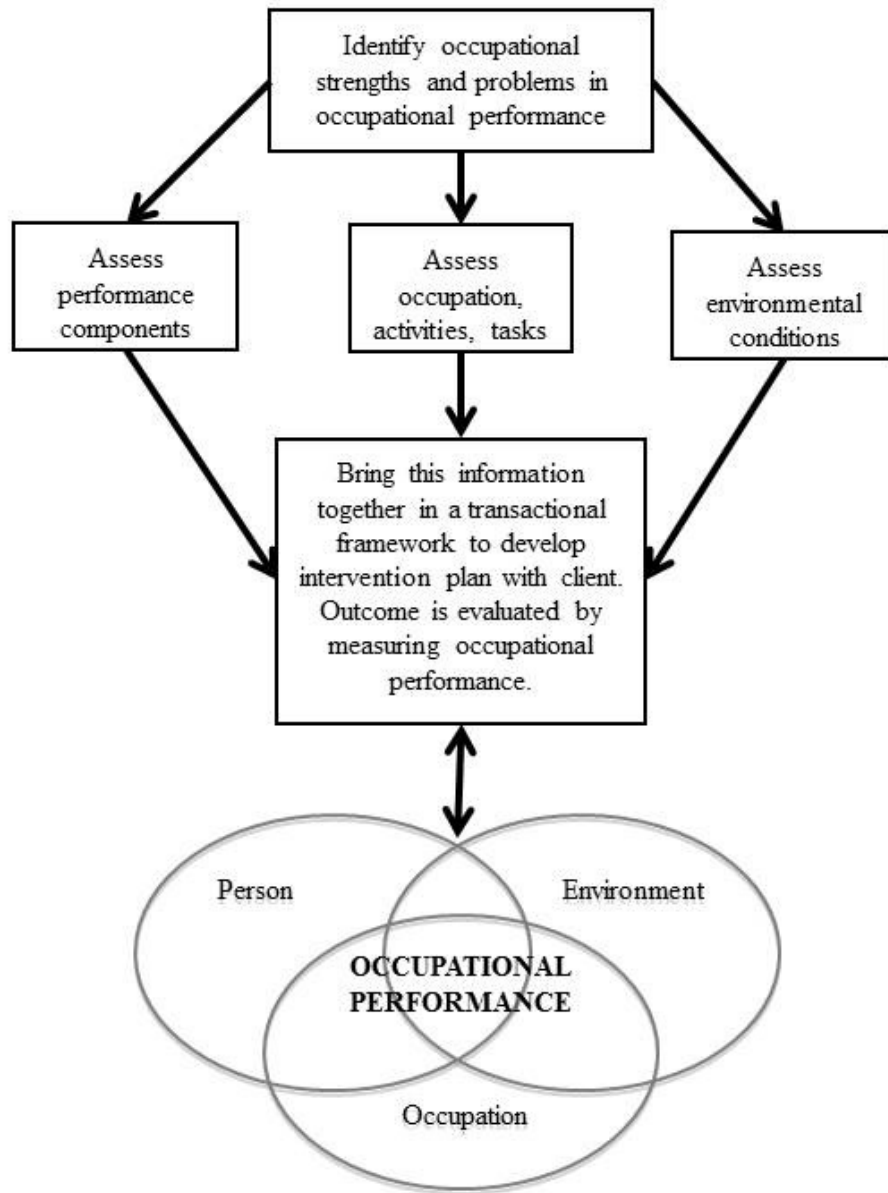 Identify occupational
strengths and problems in
occupational performance
Assess
performance
components
Assess
occupation,
activities, tasks
Assess
environmental
conditions
Bring this information
together in a transactional
framework to develop
intervention plan with client.
Outcome is evaluated by
measuring occupational
performance.
Person
Environment
OCCUPATIONAL
PERFORMANCE
Occupation